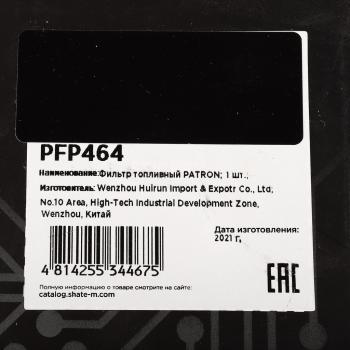 PFP464
Наименование:Фильтр топливный PATRON; 1 шт.;
Изготовитель: Wenzhou Huirun Import & Expotr Co., Ltd;
No.10 Area, High-Tech Industrial Development Zone,
Wenzhou, Китай
Дата изготовления:
2021 г.
4 814255 344675
EAC
Полную информацию о товаре смотрите на сайте:
catalog.shate-m.com